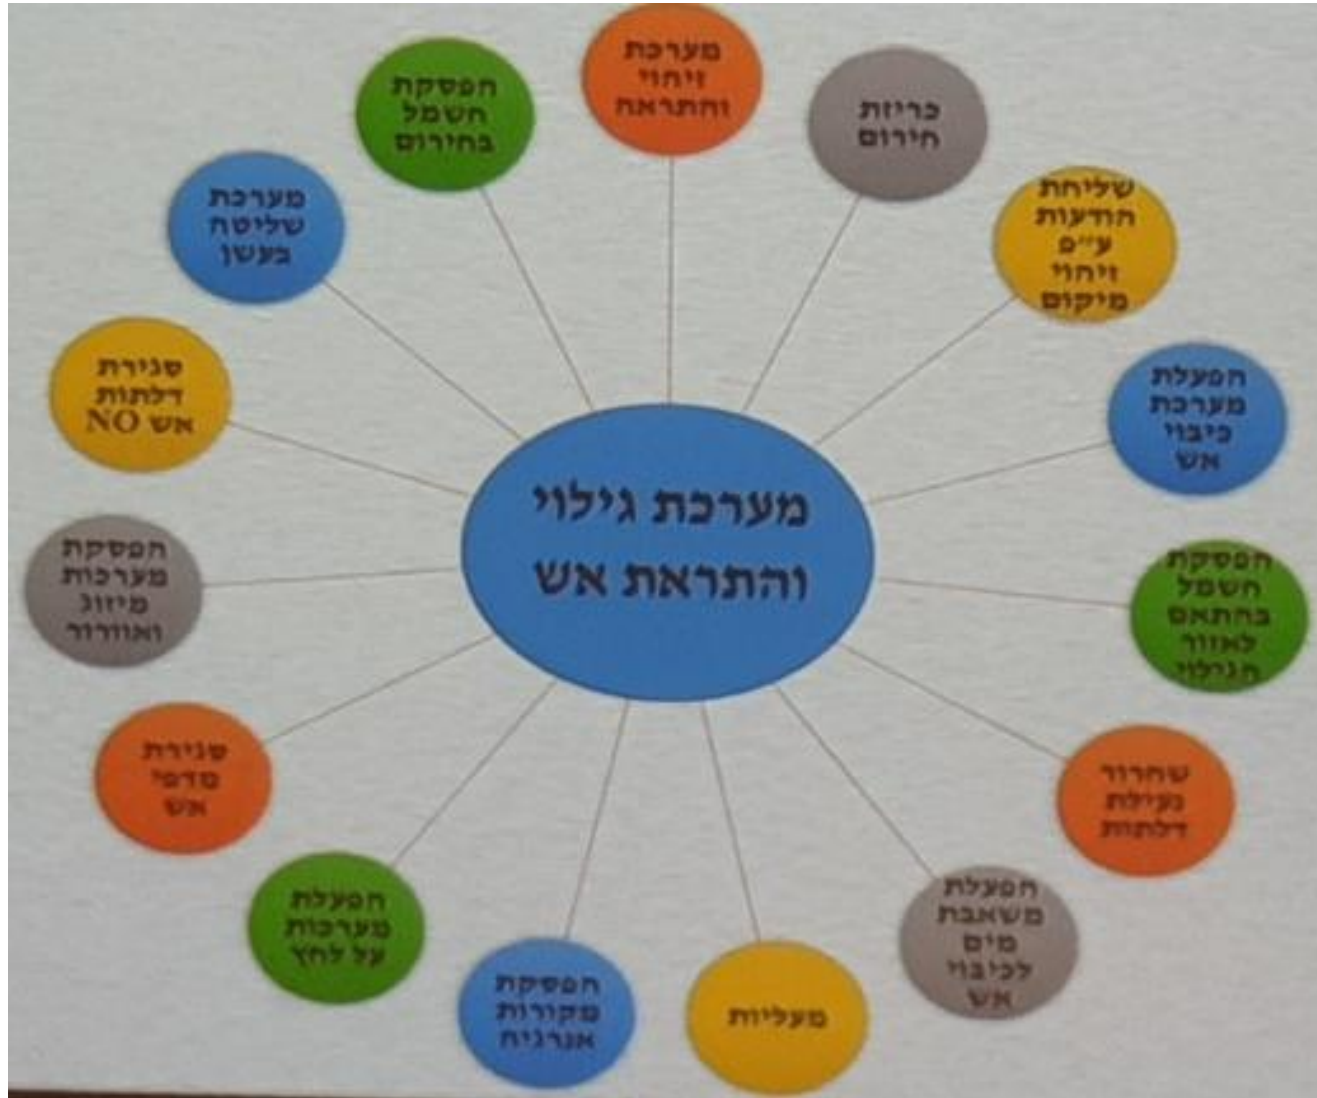 מערכת
זיהוי
והתראה
כריזת
חירום
שליחת
הודעות
ע״פ
זיהוי
מיקום
הפעלת
מערכת
כיבוי
אש
הפסקת
חשמל
בהתאם
לאזור
הגילוי
שחרור
נעילת
דלתות
הפעלת
משאבת
מים
לכיבוי
אש
מעליות
הפסקת
מקורות
אנרגיה
הפעלת
מערכות
על לחץ
סגירת
מדפי
אש
הפסקת
מערכות
מיזוג
ואוורור
סגירת
דלתות
אש NO
מערכת
שליטה
בעשן
הפסקת
חשמל
בחירום
מערכת גילוי
והתראת אש